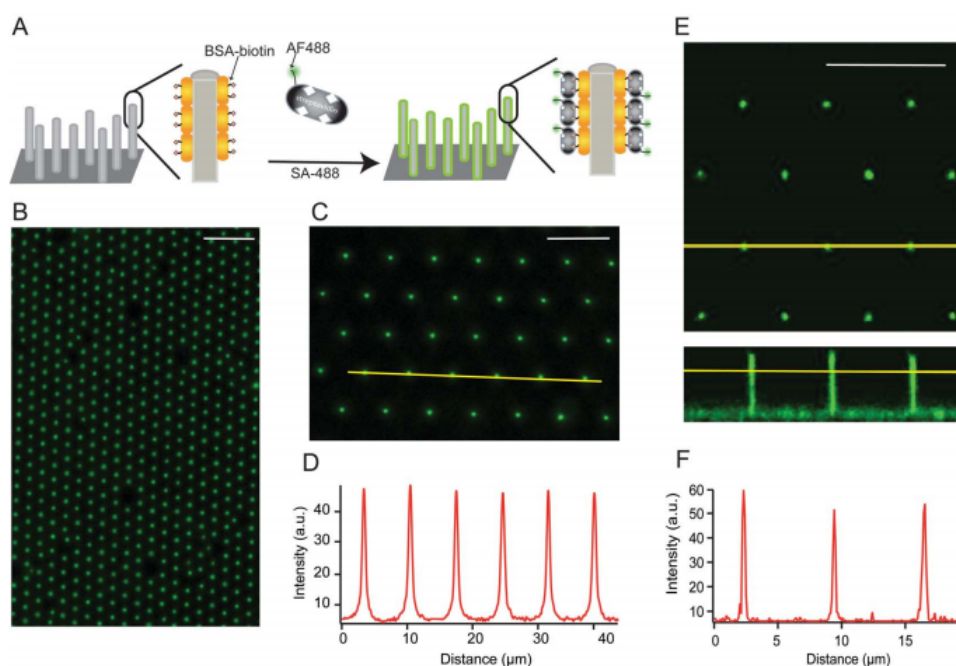 A
BSA-biotin
AF488
streptavidin
SA-488
B
C
D
Intensity (a.u.)
40
30
20
10
0 10 20 30 40
Distance (µm)
E
F
Intensity (a.u.)
60
50
40
30
20
10
0 5 10 15
Distance (µm)